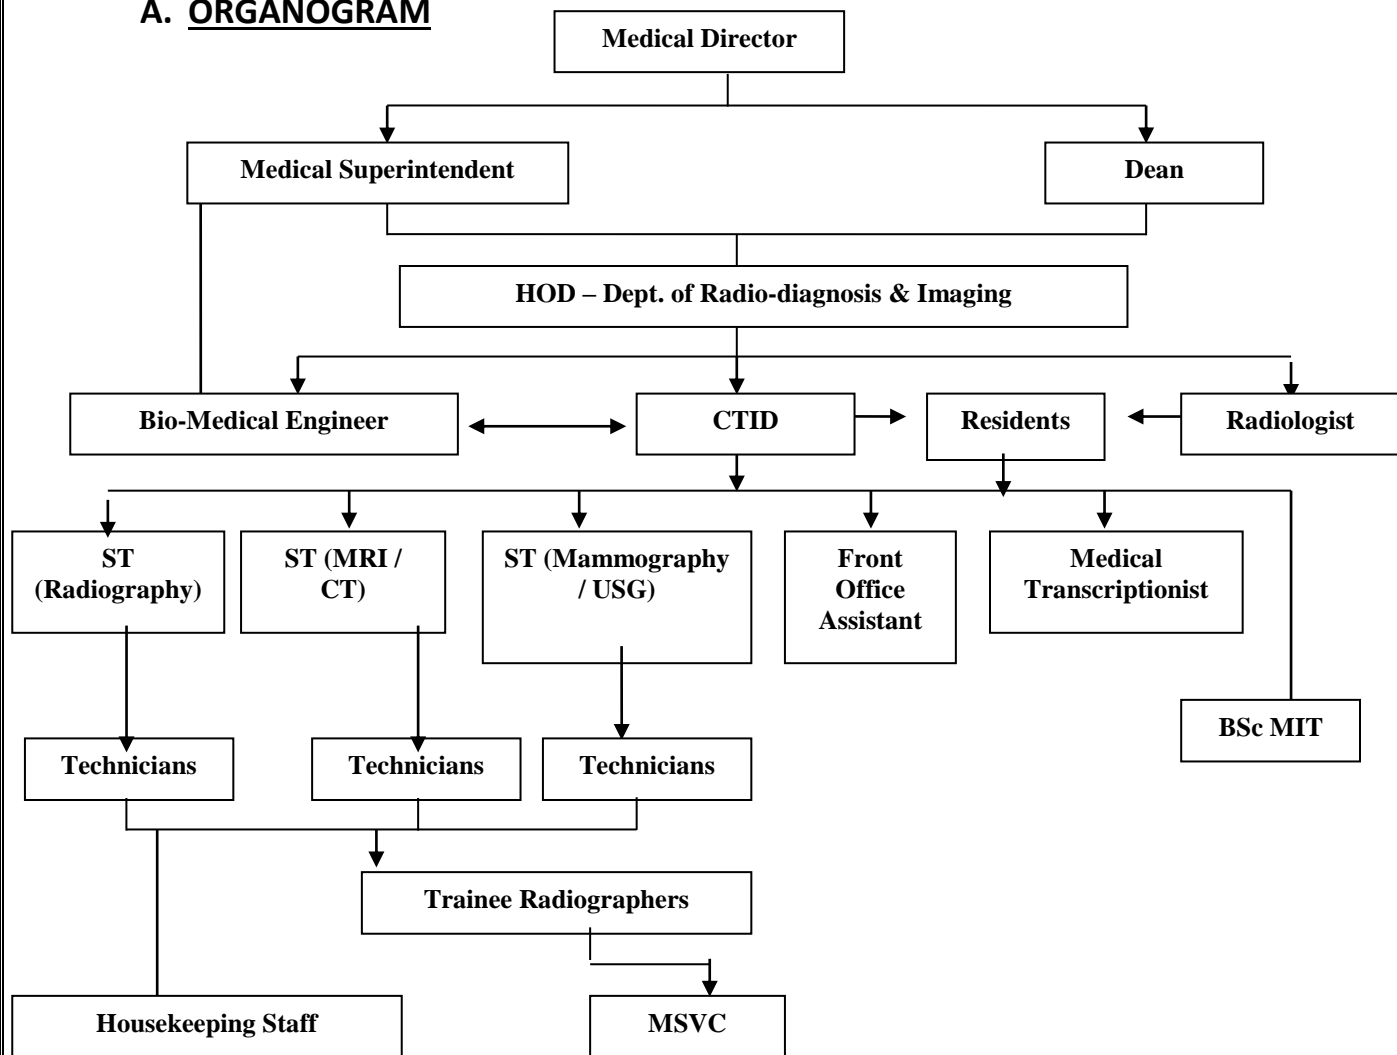 A. ORGANOGRAM
Medical Director
Medical Superintendent
Dean
HOD – Dept. of Radio-diagnosis & Imaging
Bio-Medical Engineer
CTID
Residents
Radiologist
ST
(Radiography)
ST (MRI /
CT)
ST (Mammography
/ USG)
Front
Office
Assistant
Medical
Transcriptionist
BSc MIT
Technicians
Technicians
Technicians
Trainee Radiographers
Housekeeping Staff
MSVC